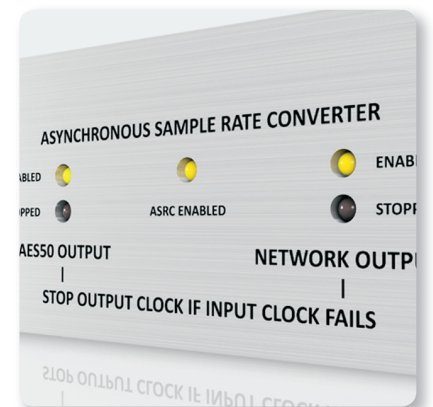 ASYNCHRONOUS SAMPLE RATE CONVERTER
ABLED ENABL
OPPED ASRC ENABLED STOPP
AES50 OUTPUT NETWORK OUTPU
STOP OUTPUT CLOCK IF INPUT CLOCK FAILS